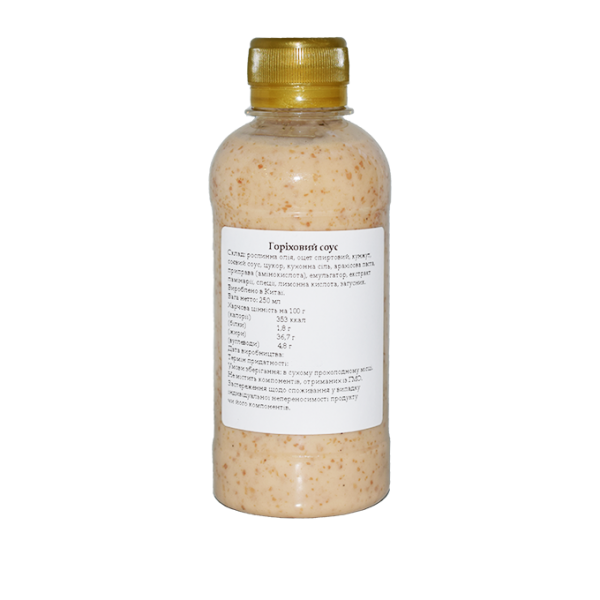 Горіховий соус
Склад: рослинна олія, оцет спиртовий, кунжут,
соєвий соус, цукор, кухонна сіль, арахісова паста,
приправа (амінокислота), емульгатор, екстракт
паприки, спеції, лимонна кислота, загусник.
Вироблено в Китаї.
Вага нетто: 250 мл
Харчова цінність на 100 г
(калорії) 353 ккал
(білки) 1,8 г
(жири) 36,7 г
(вуглеводи) 4,8 г
Дата виробництва:
Термін придатності:
Умови зберігання: в сухому прохолодному місці.
Не містить компонентів, отриманих із ГМО.
Застереження щодо споживання: у випадку
індивідуальної непереносимості продукту
чи його компонентів.